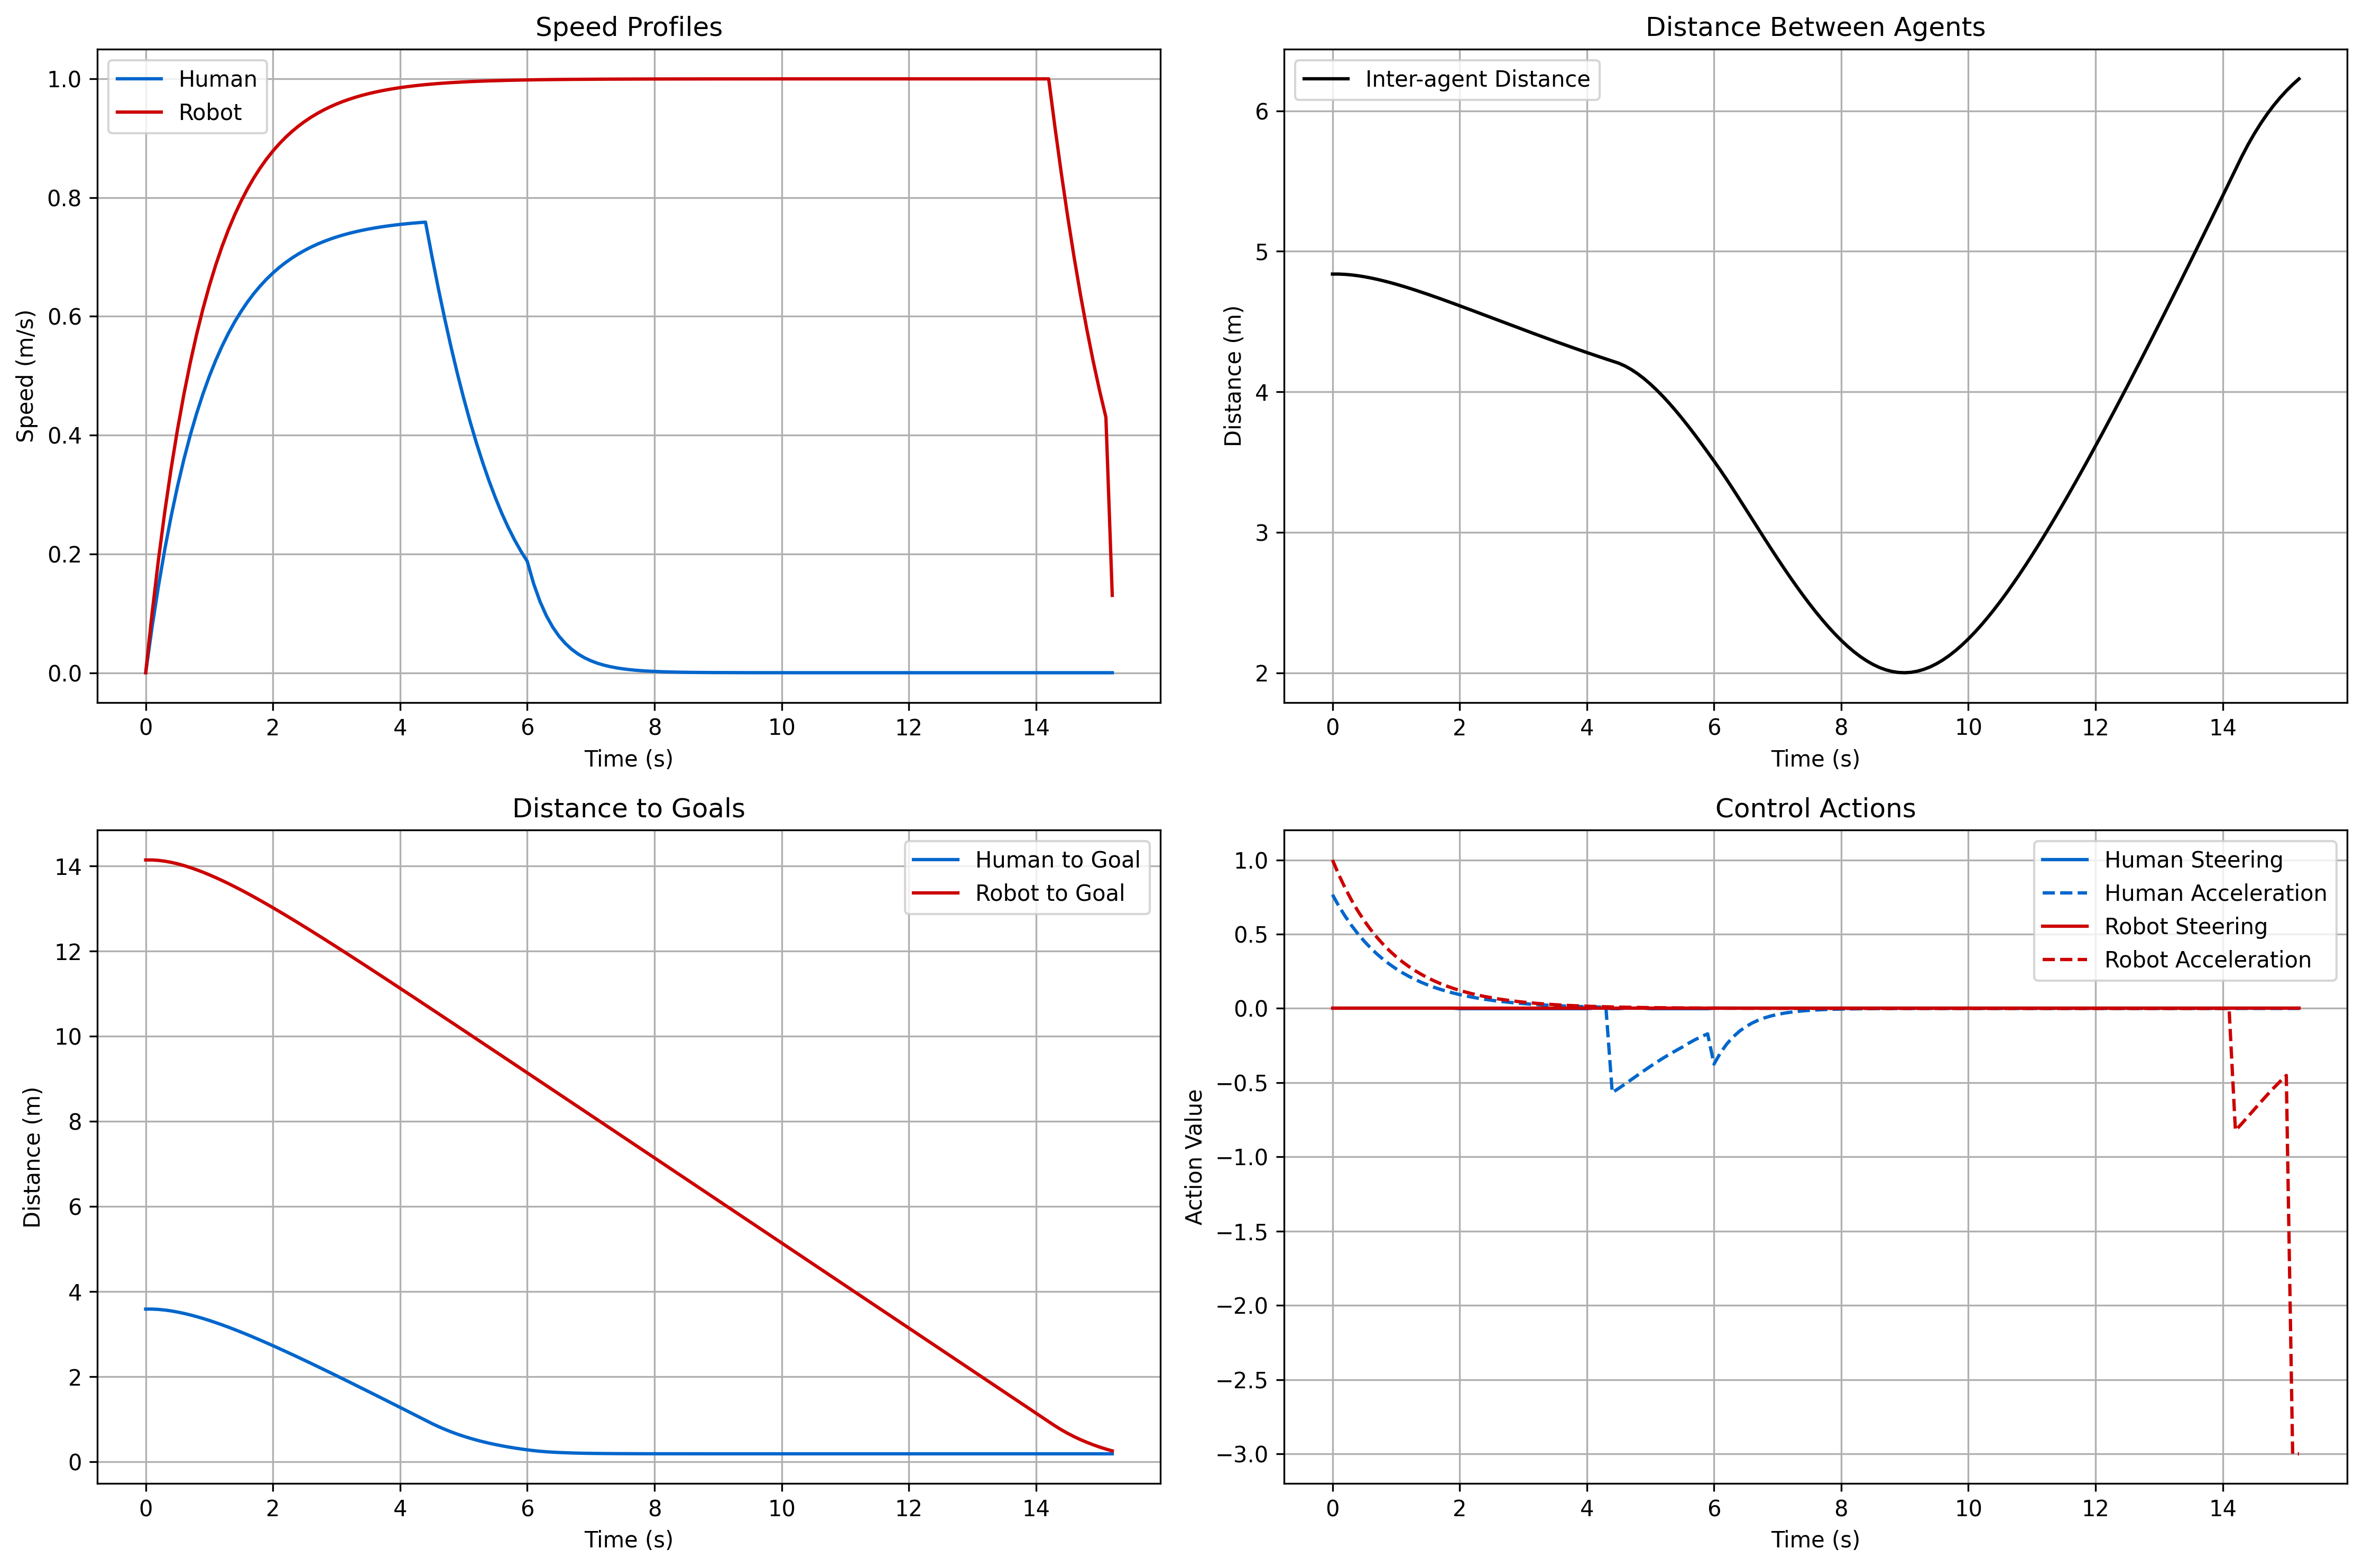 Speed Profiles
Human
Robot
1.0
0.8
0.6
0.4
0.2
0.0
Speed (m/s)
0 2 4 6 8 10 12 14
Time (s)
Distance Between Agents
Inter-agent Distance
6
5
4
3
2
Distance (m)
0 2 4 6 8 10 12 14
Time (s)
Distance to Goals
Human to Goal
Robot to Goal
14
12
10
8
6
4
2
0
Distance (m)
0 2 4 6 8 10 12 14
Time (s)
Control Actions
Human Steering
Human Acceleration
Robot Steering
Robot Acceleration
1.0
0.5
0.0
−0.5
−1.0
−1.5
−2.0
−2.5
−3.0
Action Value
0 2 4 6 8 10 12 14
Time (s)